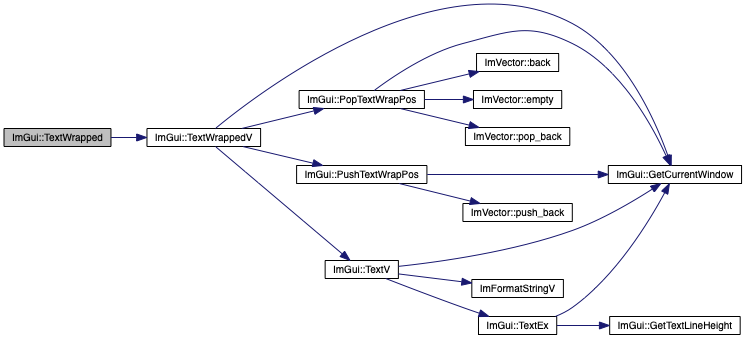 ImGui::TextWrapped
ImGui::TextWrappedV
ImGui::PopTextWrapPos
ImVector::back
ImVector::empty
ImVector::pop_back
ImGui::PushTextWrapPos
ImGui::GetCurrentWindow
ImVector::push_back
ImGui::TextV
ImFormatStringV
ImGui::TextEx
ImGui::GetTextLineHeight